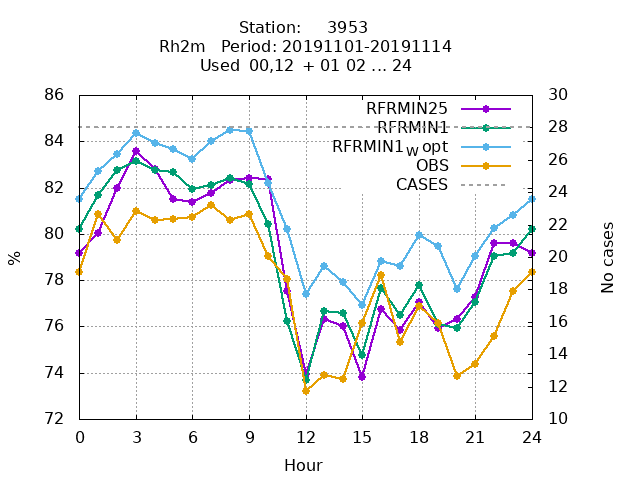 Station: 3953
Rh2m Period: 20191101-20191114
Used 00,12 + 01 02 ... 24
86
84
82
80
78
76
74
72
%
30
28
26
24
22
20
18
16
14
12
10
No cases
RFRMIN25
RFRMIN1
RFRMIN1w opt
OBS
CASES
0 3 6 9 12 15 18 21 24
Hour